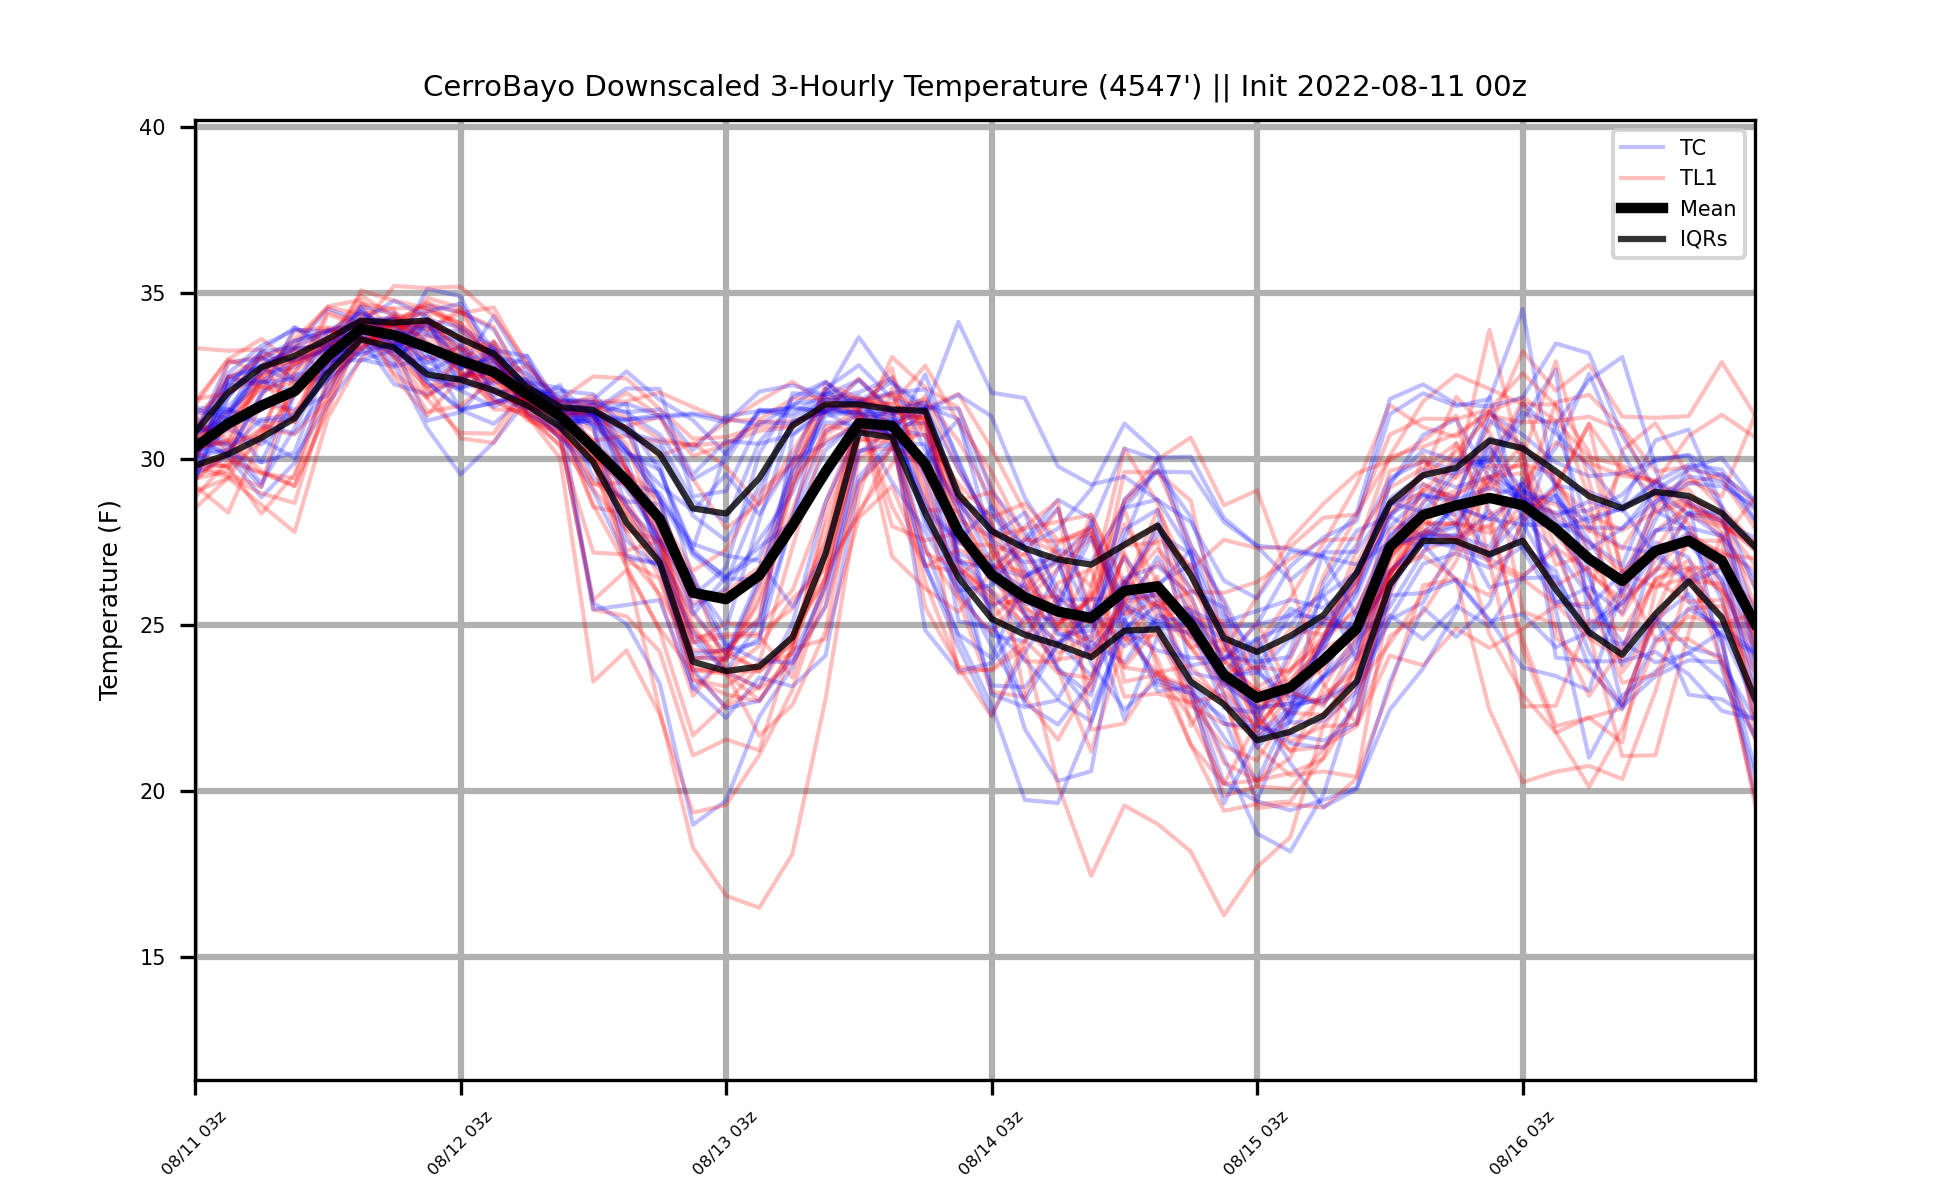 CerroBayo Downscaled 3-Hourly Temperature (4547') || Init 2022-08-11 00z
Temperature (F)
40
35
30
25
20
15
TC
TL1
Mean
IQRs
08/11 03z
08/12 03z
08/13 03z
08/14 03z
08/15 03z
08/16 03z